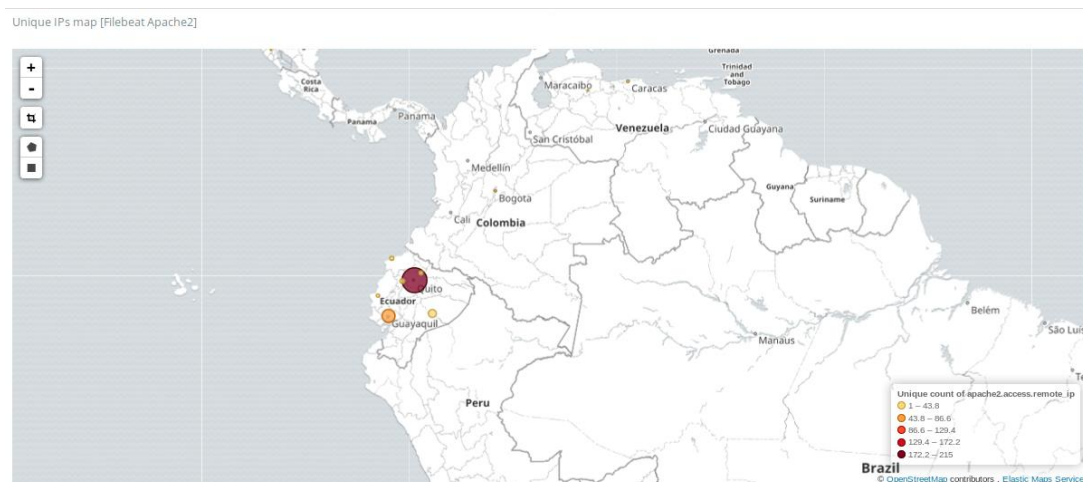 Unique IPs map [Filebeat Apache2]
+
-
Grenada
Trinidad
and
Tobago
Costa
Rica
Maracaibo
Caracas
Panama
Panama
Venezuela
Ciudad Guayana
San Cristóbal
Medellín
Guyana
Suriname
Bogota
Cali
Colombia
Quito
Ecuador
Guayaquil
Belém
São Luís
Manaus
Peru
Brazil
Unique count of apache2.access.remote_ip
1 – 43.8
43.8 – 86.6
86.6 – 129.4
129.4 – 172.2
172.2 – 215
© OpenStreetMap contributors , Elastic Maps Service